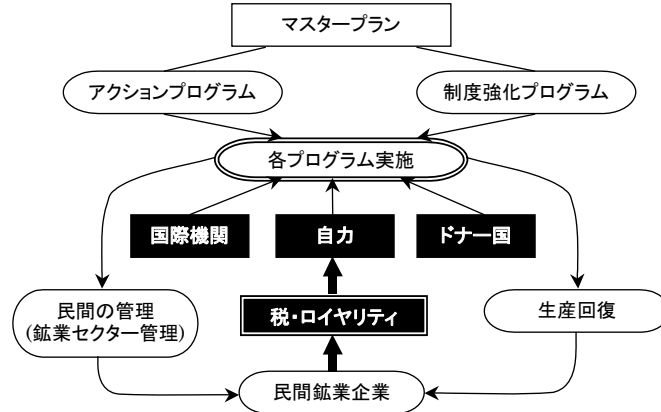 マスタープラン
アクションプログラム
制度強化プログラム
各プログラム実施
国際機関
自力
ドナー国
民間の管理
(鉱業セクター管理)
税・ロイヤリティ
生産回復
民間鉱業企業